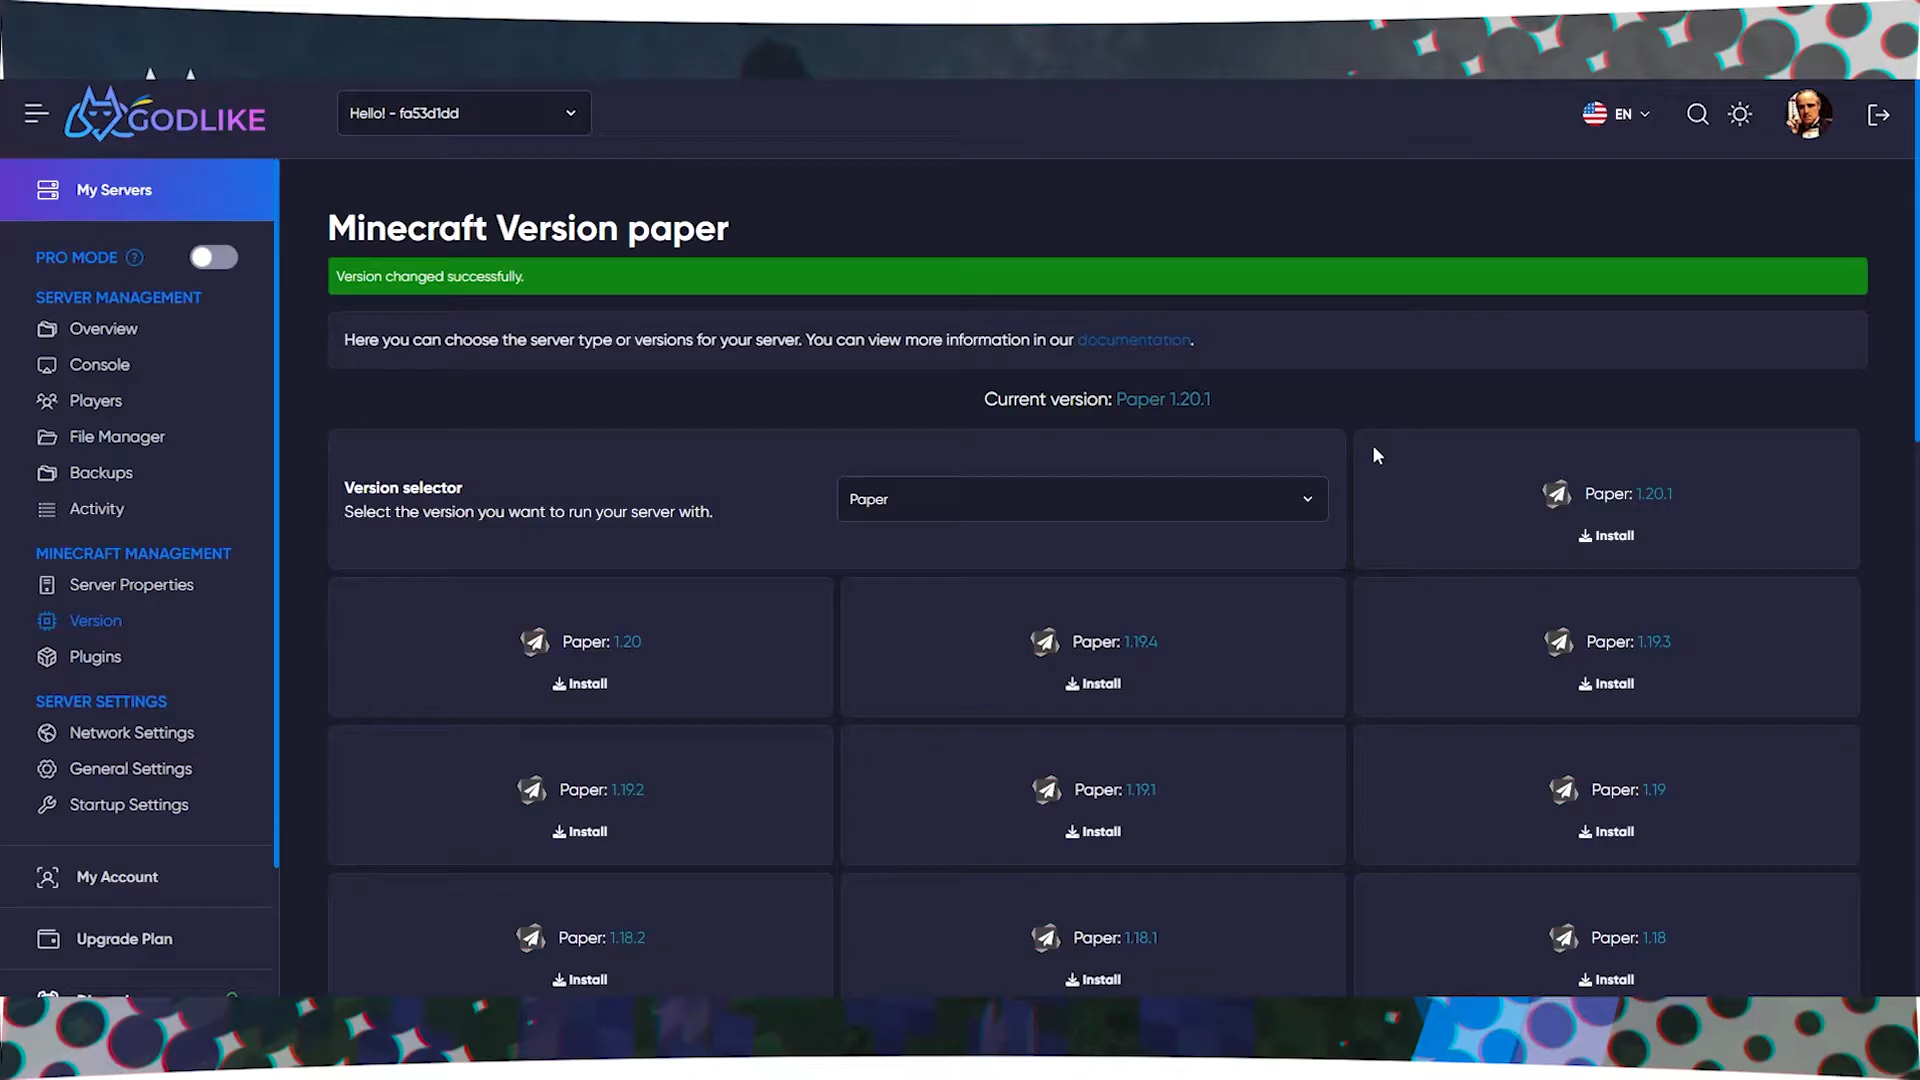 GODLIKE
Hello! - fa53d1dd
EN
My Servers
PRO MODE ?
SERVER MANAGEMENT
Overview
Console
Players
File Manager
Backups
Activity
MINECRAFT MANAGEMENT
Server Properties
Version
Plugins
SERVER SETTINGS
Network Settings
General Settings
Startup Settings
My Account
Upgrade Plan
Minecraft Version paper
Version changed successfully.
Here you can choose the server type or versions for your server. You can view more information in our documentation.
Current version: Paper 1.20.1
Version selector
Select the version you want to run your server with.
Paper
Paper: 1.20.1
Install
Paper: 1.20
Install
Paper: 1.19.4
Install
Paper: 1.19.3
Install
Paper: 1.19.2
Install
Paper: 1.19.1
Install
Paper: 1.19
Install
Paper: 1.18.2
Install
Paper: 1.18.1
Install
Paper: 1.18
Install